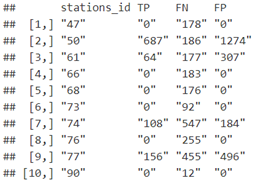 ##       stations_id TP    FN    FP
##  [1,] "47"        "0"   "178" "0"
##  [2,] "50"        "687" "186" "1274"
##  [3,] "61"        "64"  "177" "307"
##  [4,] "66"        "0"   "183" "0"
##  [5,] "68"        "0"   "176" "0"
##  [6,] "73"        "0"   "92"  "0"
##  [7,] "74"        "108" "547" "184"
##  [8,] "76"        "0"   "255" "0"
##  [9,] "77"        "156" "455" "496"
## [10,] "90"        "0"   "12"  "0"